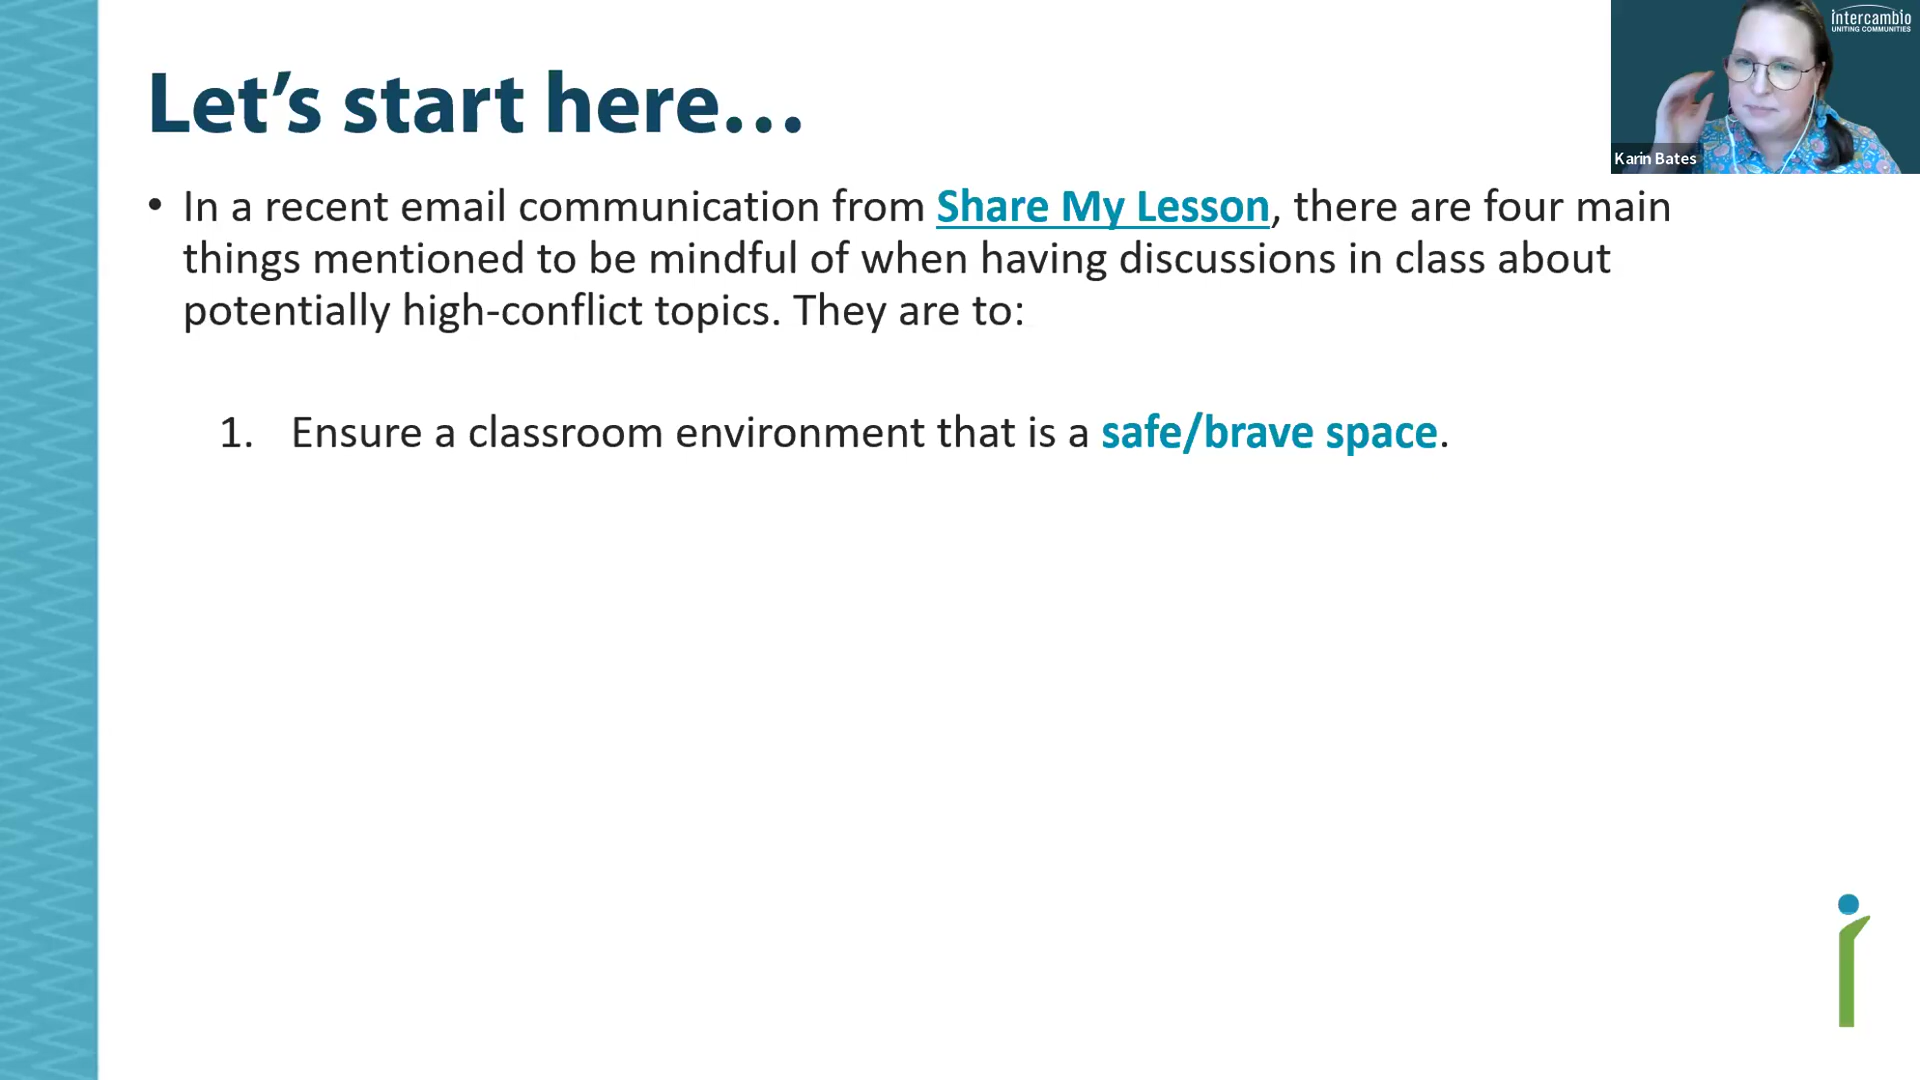 intercambio
UNITING COMMUNITIES
Karin Bates
Let’s start here…
• In a recent email communication from Share My Lesson, there are four main
things mentioned to be mindful of when having discussions in class about
potentially high-conflict topics. They are to:
1. Ensure a classroom environment that is a safe/brave space.